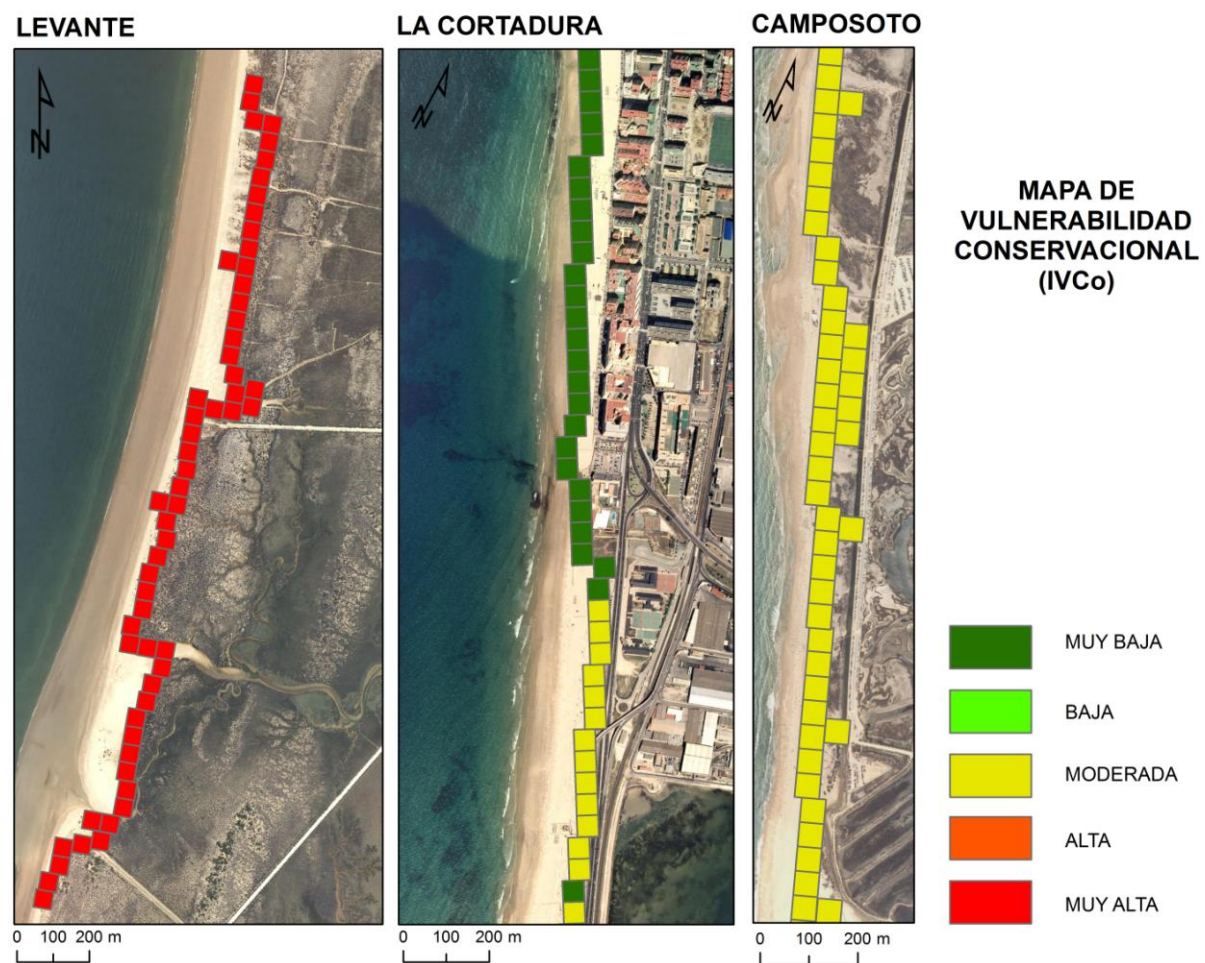 LEVANTE
LA CORTADURA
CAMPOSOTO
N
N
N
MAPA DE
VULNERABILIDAD
CONSERVACIONAL
(IVCo)
MUY BAJA
BAJA
MODERADA
ALTA
MUY ALTA
0 100 200 m
0 100 200 m
0 100 200 m